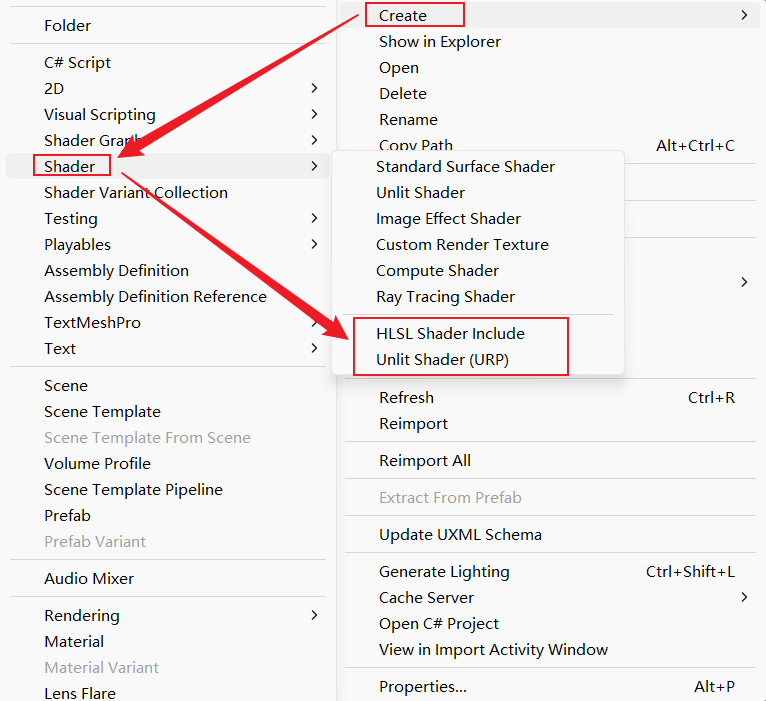 Create
Show in Explorer
Open
Delete
Rename
Copy Path Alt+Ctrl+C
Folder
C# Script
2D
Visual Scripting
Shader Graph
Shader
Shader Variant Collection
Testing
Playables
Assembly Definition
Assembly Definition Reference
TextMeshPro
Text
Scene
Scene Template
Scene Template From Scene
Volume Profile
Scene Template Pipeline
Prefab
Prefab Variant
Audio Mixer
Rendering
Material
Material Variant
Lens Flare
Standard Surface Shader
Unlit Shader
Image Effect Shader
Custom Render Texture
Compute Shader
Ray Tracing Shader
HLSL Shader Include
Unlit Shader (URP)
Refresh Ctrl+R
Reimport
Reimport All
Extract From Prefab
Update UXML Schema
Generate Lighting Ctrl+Shift+L
Cache Server
Open C# Project
View in Import Activity Window
Properties... Alt+P